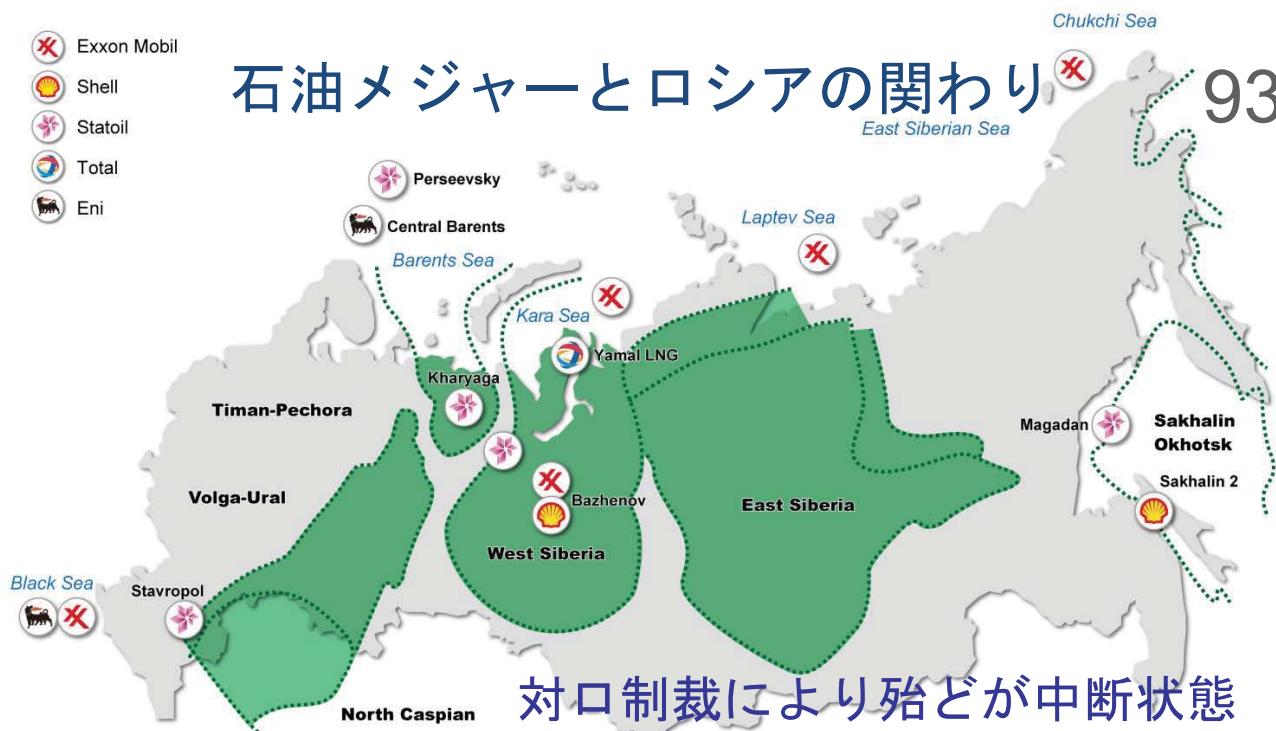 Chukchi Sea
Exxon Mobil
Shell
Statoil
Total
Eni
石油メジャーとロシアの関わり
93
East Siberian Sea
Perseevsky
Central Barents
Laptev Sea
Barents Sea
Kara Sea
Yamal LNG
Kharyaga
Timan-Pechora
Magadan
Sakhalin
Okhotsk
Sakhalin 2
Volga-Ural
Bazhenov
East Siberia
West Siberia
Black Sea
Stavropol
North Caspian
対ロ制裁により殆どが中断状態